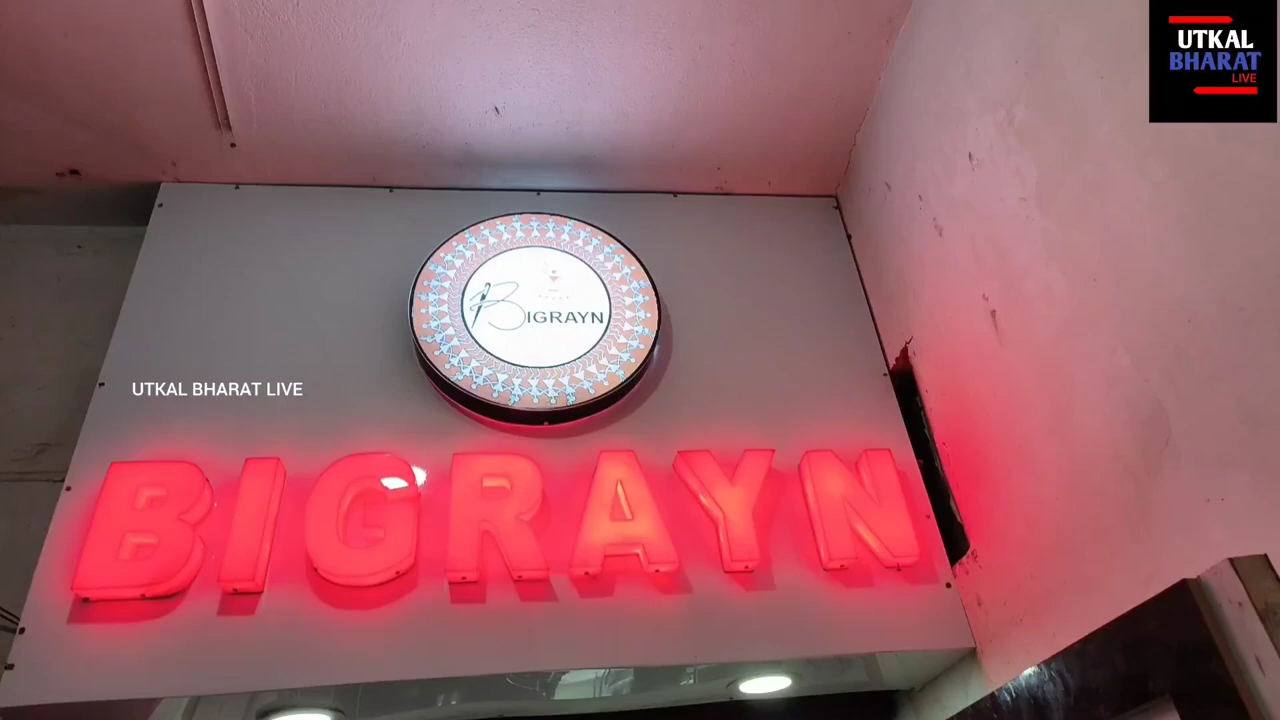 UTKAL
BHARAT
LIVE
BIGRAYN
UTKAL BHARAT LIVE
BIGRAYN